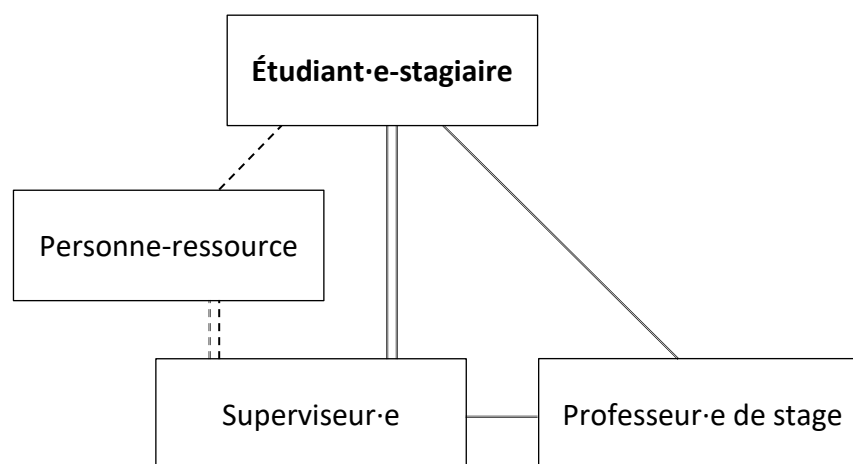 Étudiant·e-stagiaire
Personne-ressource
Superviseur·e
Professeur·e de stage